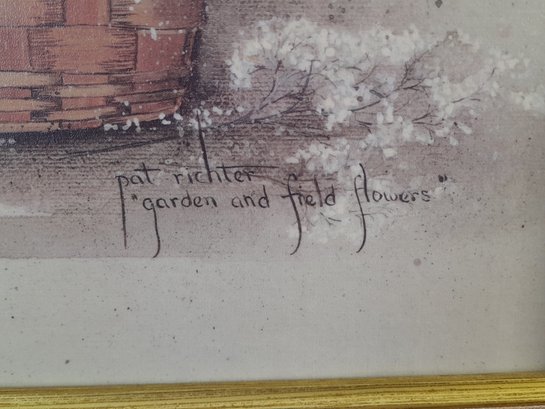 pat richter
"garden and field flowers"